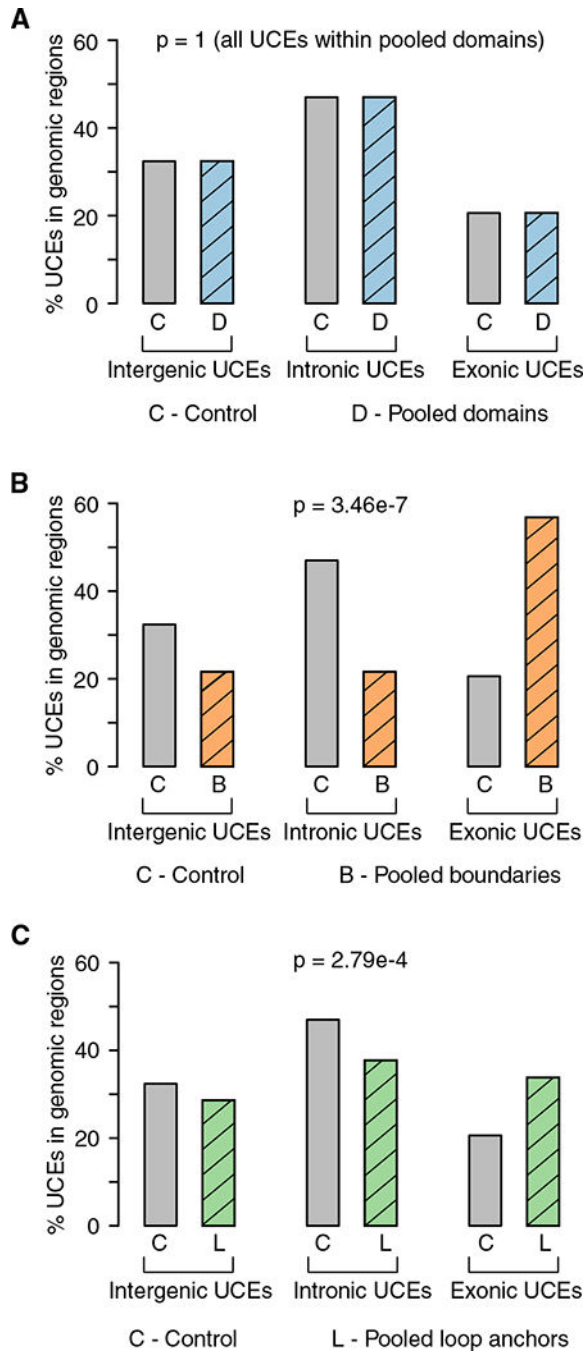 A
p = 1 (all UCEs within pooled domains)
% UCEs in genomic regions
60
40
20
0
C D C D C D
Intergenic UCEs Intronic UCEs Exonic UCEs
C - Control D - Pooled domains
B
p = 3.46e-7
% UCEs in genomic regions
60
40
20
0
C B C B C B
Intergenic UCEs Intronic UCEs Exonic UCEs
C - Control B - Pooled boundaries
C
p = 2.79e-4
% UCEs in genomic regions
60
40
20
0
C L C L C L
Intergenic UCEs Intronic UCEs Exonic UCEs
C - Control L - Pooled loop anchors